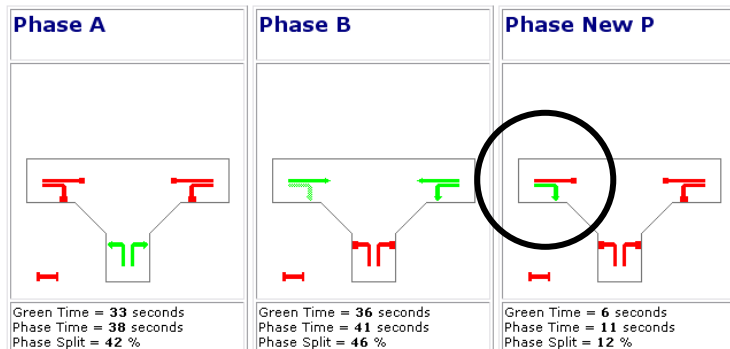 Phase A
Phase B
Phase New P
Green Time = 33 seconds
Phase Time = 38 seconds
Phase Split = 42 %
Green Time = 36 seconds
Phase Time = 41 seconds
Phase Split = 46 %
Green Time = 6 seconds
Phase Time = 11 seconds
Phase Split = 12 %